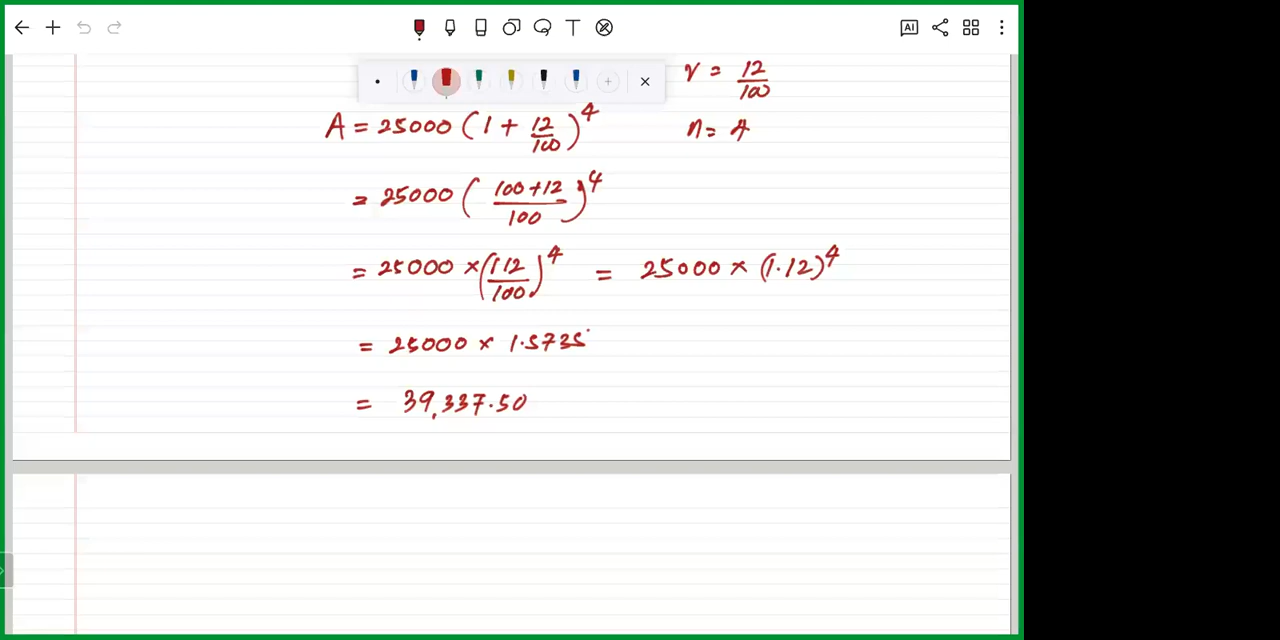 T
AI
r = 12/100
A = 25000 (1 + 12/100)^4
n = 4
= 25000 (100+12/100)^4
= 25000 × (112/100)^4 = 25000 × (1.12)^4
= 25000 × 1.5735
= 39,337.50